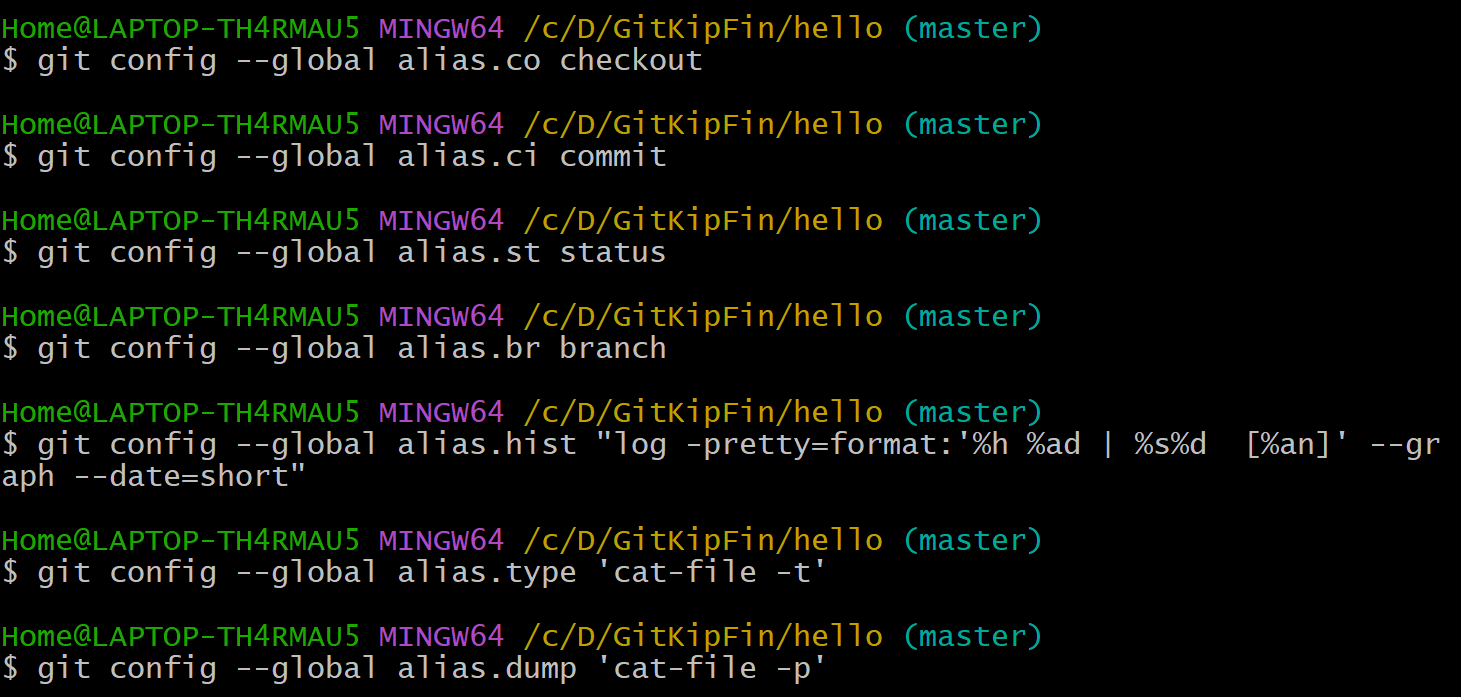 Home@LAPTOP-TH4RMAU5 MINGW64 /c/D/GitKipFin/hello (master)
$ git config --global alias.co checkout
Home@LAPTOP-TH4RMAU5 MINGW64 /c/D/GitKipFin/hello (master)
$ git config --global alias.ci commit
Home@LAPTOP-TH4RMAU5 MINGW64 /c/D/GitKipFin/hello (master)
$ git config --global alias.st status
Home@LAPTOP-TH4RMAU5 MINGW64 /c/D/GitKipFin/hello (master)
$ git config --global alias.br branch
Home@LAPTOP-TH4RMAU5 MINGW64 /c/D/GitKipFin/hello (master)
$ git config --global alias.hist "log -pretty=format:'%h %ad | %s%d  [%an]' --gr
aph --date=short"
Home@LAPTOP-TH4RMAU5 MINGW64 /c/D/GitKipFin/hello (master)
$ git config --global alias.type 'cat-file -t'
Home@LAPTOP-TH4RMAU5 MINGW64 /c/D/GitKipFin/hello (master)
$ git config --global alias.dump 'cat-file -p'